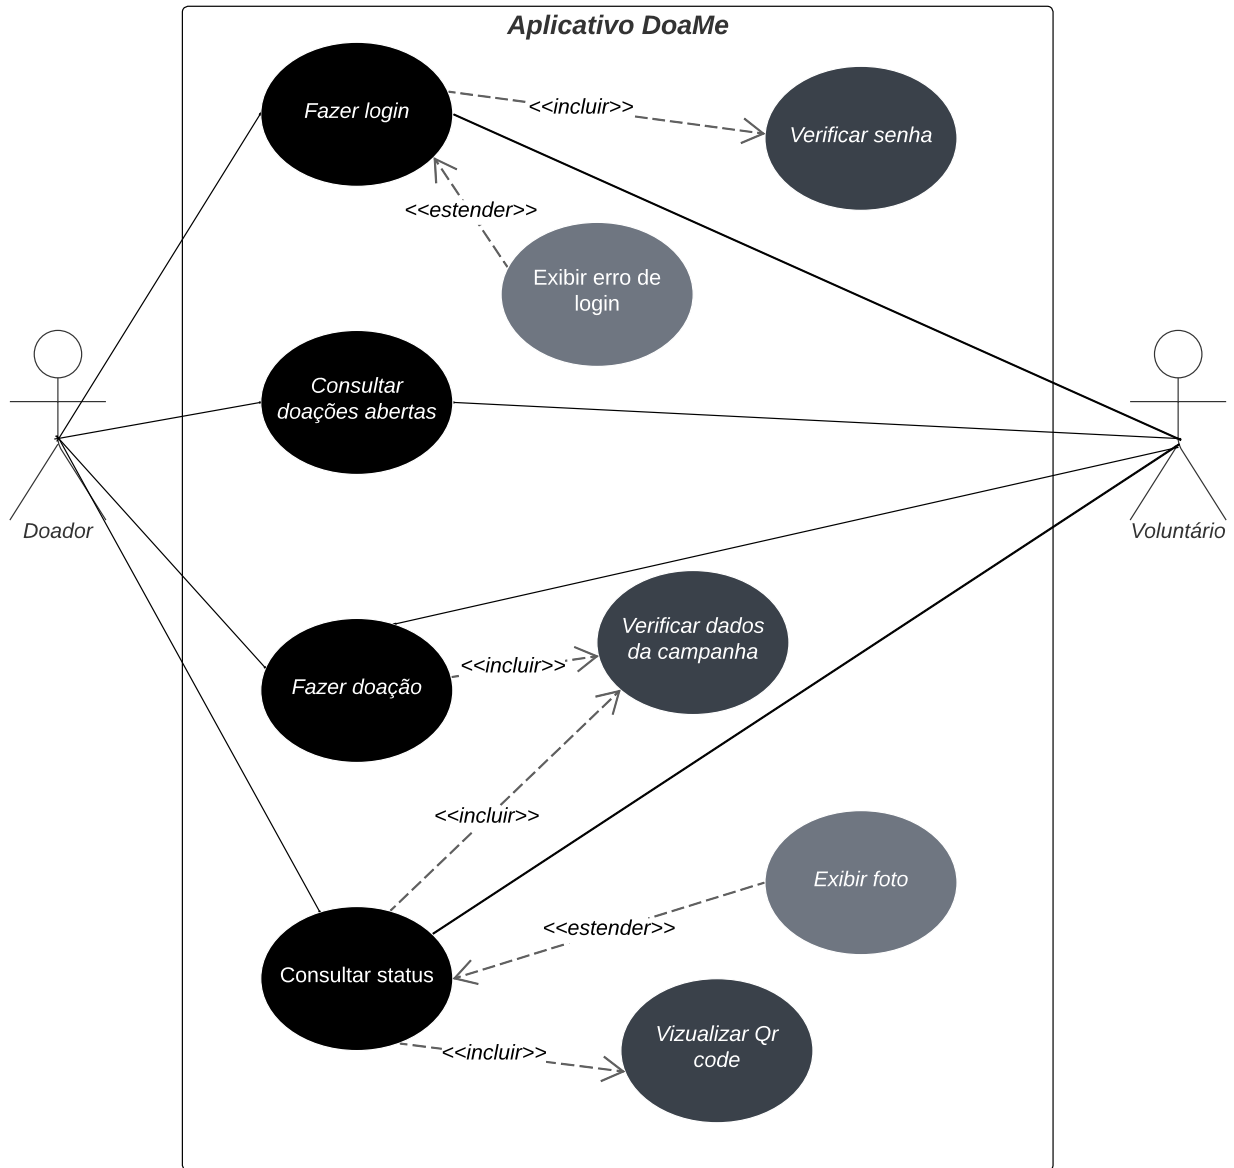 Aplicativo DoaMe
Fazer login
<<incluir>>
Verificar senha
<<estender>>
Exibir erro de
login
Consultar
doações abertas
Doador
Voluntário
Verificar dados
da campanha
<<incluir>>
Fazer doação
<<incluir>>
Exibir foto
<<estender>>
Consultar status
Vizualizar Qr
code
<<incluir>>